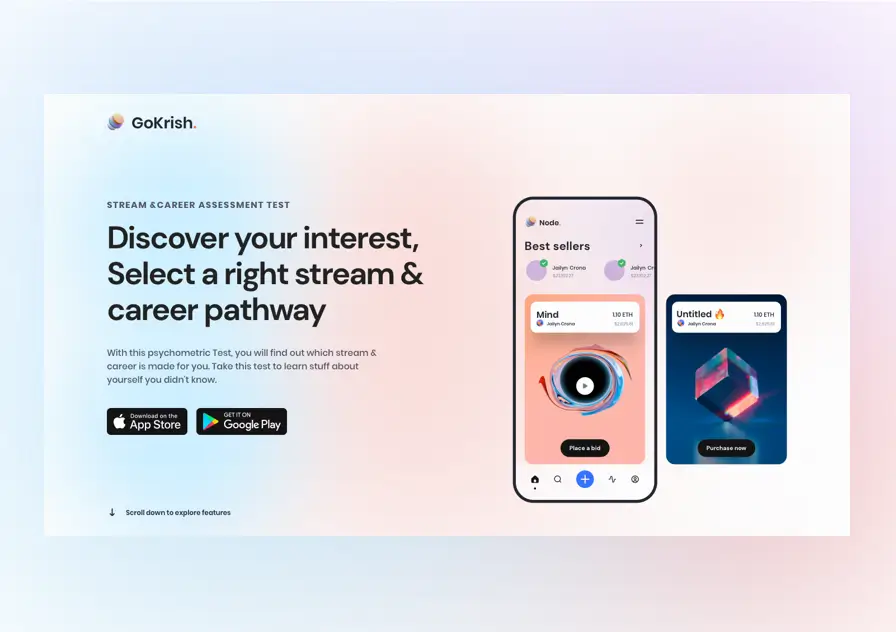 GoKrish.
STREAM &CAREER ASSESSMENT TEST
Discover your interest,
Select a right stream &
career pathway
With this psychometric Test, you will find out which stream &
career is made for you. Take this test to learn stuff about
yourself you didn't know.
Download on the
App Store
GET IT ON
Google Play
Scroll down to explore features
Node.
Best sellers
Jailyn Crona
Jailyn Cro
Mind
1.10 ETH
Jailyn Crona
Place a bid
Untitled 🔥
1.10 ETH
Jailyn Crona
Purchase now